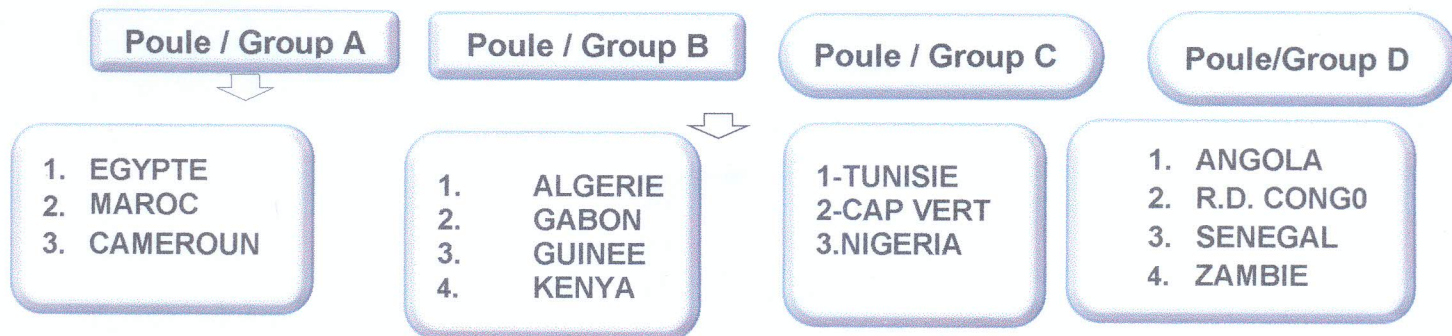 Poule / Group A
1. EGYPTE
2. MAROC
3. CAMEROUN
Poule / Group B
1. ALGERIE
2. GABON
3. GUINEE
4. KENYA
Poule / Group C
1-TUNISIE
2-CAP VERT
3.NIGERIA
Poule/Group D
1. ANGOLA
2. R.D. CONG0
3. SENEGAL
4. ZAMBIE